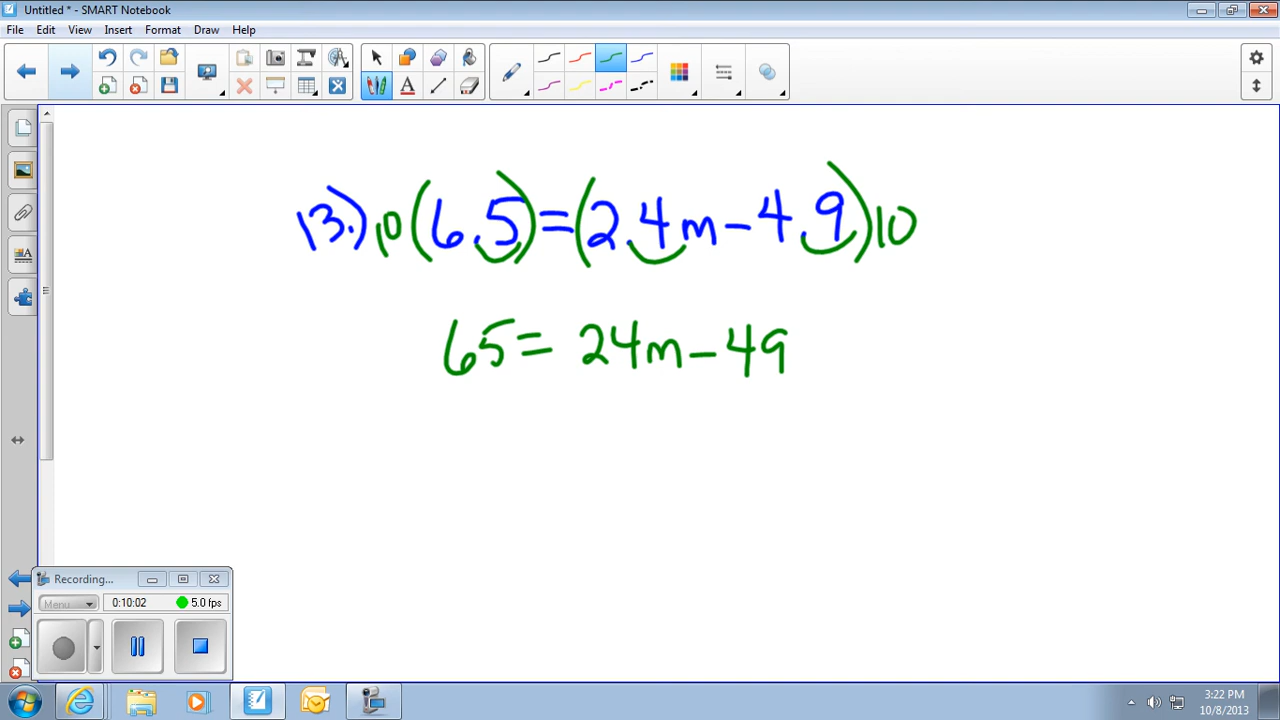 Untitled * - SMART Notebook
File Edit View Insert Format Draw Help
13.) 10(6.5)=(2.4m-4.9)10
65=24m-49
Recording...
Menu 0:10:02 5.0 fps
3:22 PM
10/8/2013